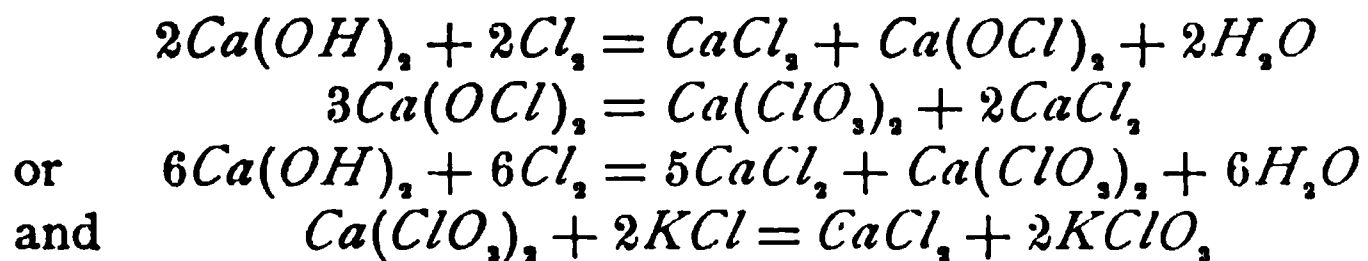 2Ca(OH)₂ + 2Cl₂ = CaCl₂ + Ca(OCl)₂ + 2H₂O
3Ca(OCl)₂ = Ca(ClO₃)₂ + 2CaCl₂
or 6Ca(OH)₂ + 6Cl₂ = 5CaCl₂ + Ca(ClO₃)₂ + 6H₂O
and Ca(ClO₃)₂ + 2KCl = CaCl₂ + 2KClO₃